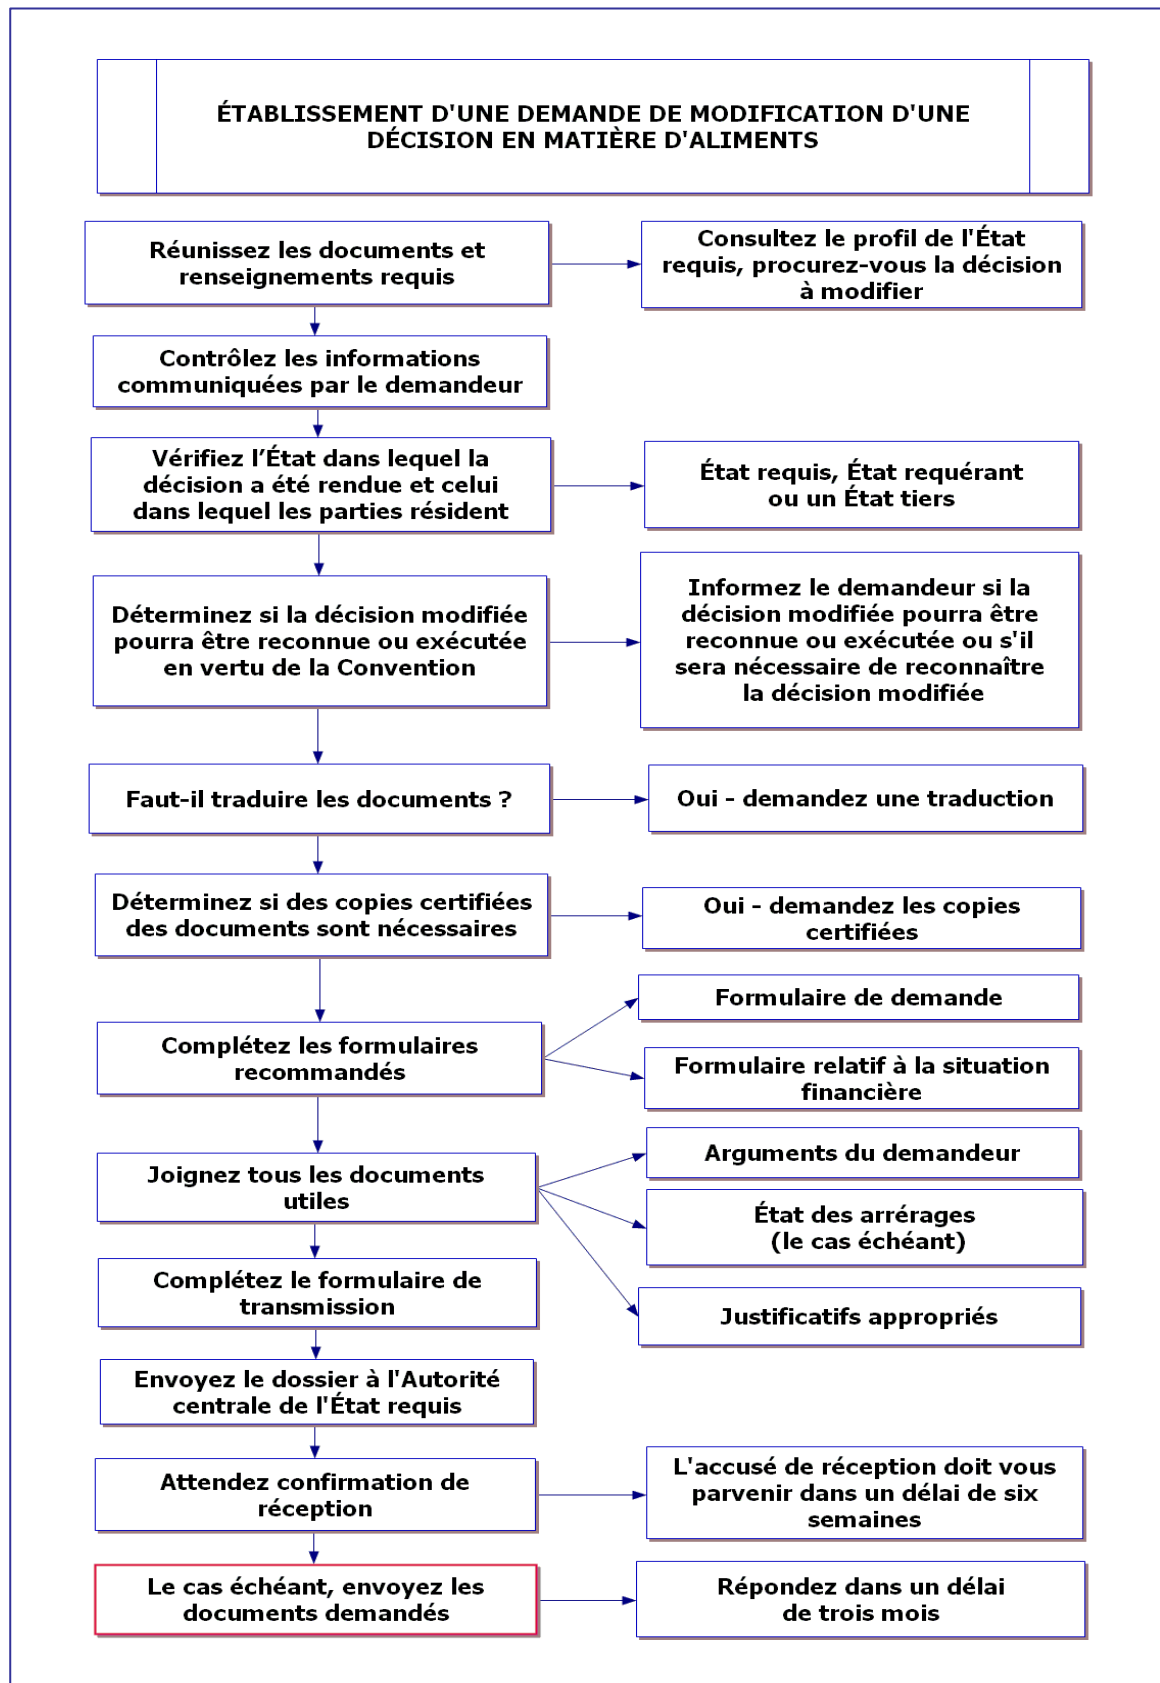 ÉTABLISSEMENT D'UNE DEMANDE DE MODIFICATION D'UNE
DÉCISION EN MATIÈRE D'ALIMENTS
Réunissez les documents et
renseignements requis
Consultez le profil de l'État
requis, procurez-vous la décision
à modifier
Contrôlez les informations
communiquées par le demandeur
Vérifiez l’État dans lequel la
décision a été rendue et celui
dans lequel les parties résident
État requis, État requérant
ou un État tiers
Déterminez si la décision modifiée
pourra être reconnue ou exécutée
en vertu de la Convention
Informez le demandeur si la
décision modifiée pourra être
reconnue ou exécutée ou s'il
sera nécessaire de reconnaître
la décision modifiée
Faut-il traduire les documents ?
Oui - demandez une traduction
Déterminez si des copies certifiées
des documents sont nécessaires
Oui - demandez les copies
certifiées
Complétez les formulaires
recommandés
Formulaire de demande
Formulaire relatif à la situation
financière
Joignez tous les documents
utiles
Arguments du demandeur
État des arrérages
(le cas échéant)
Justificatifs appropriés
Complétez le formulaire de
transmission
Envoyez le dossier à l'Autorité
centrale de l'État requis
Attendez confirmation de
réception
L'accusé de réception doit vous
parvenir dans un délai de six
semaines
Le cas échéant, envoyez les
documents demandés
Répondez dans un délai
de trois mois